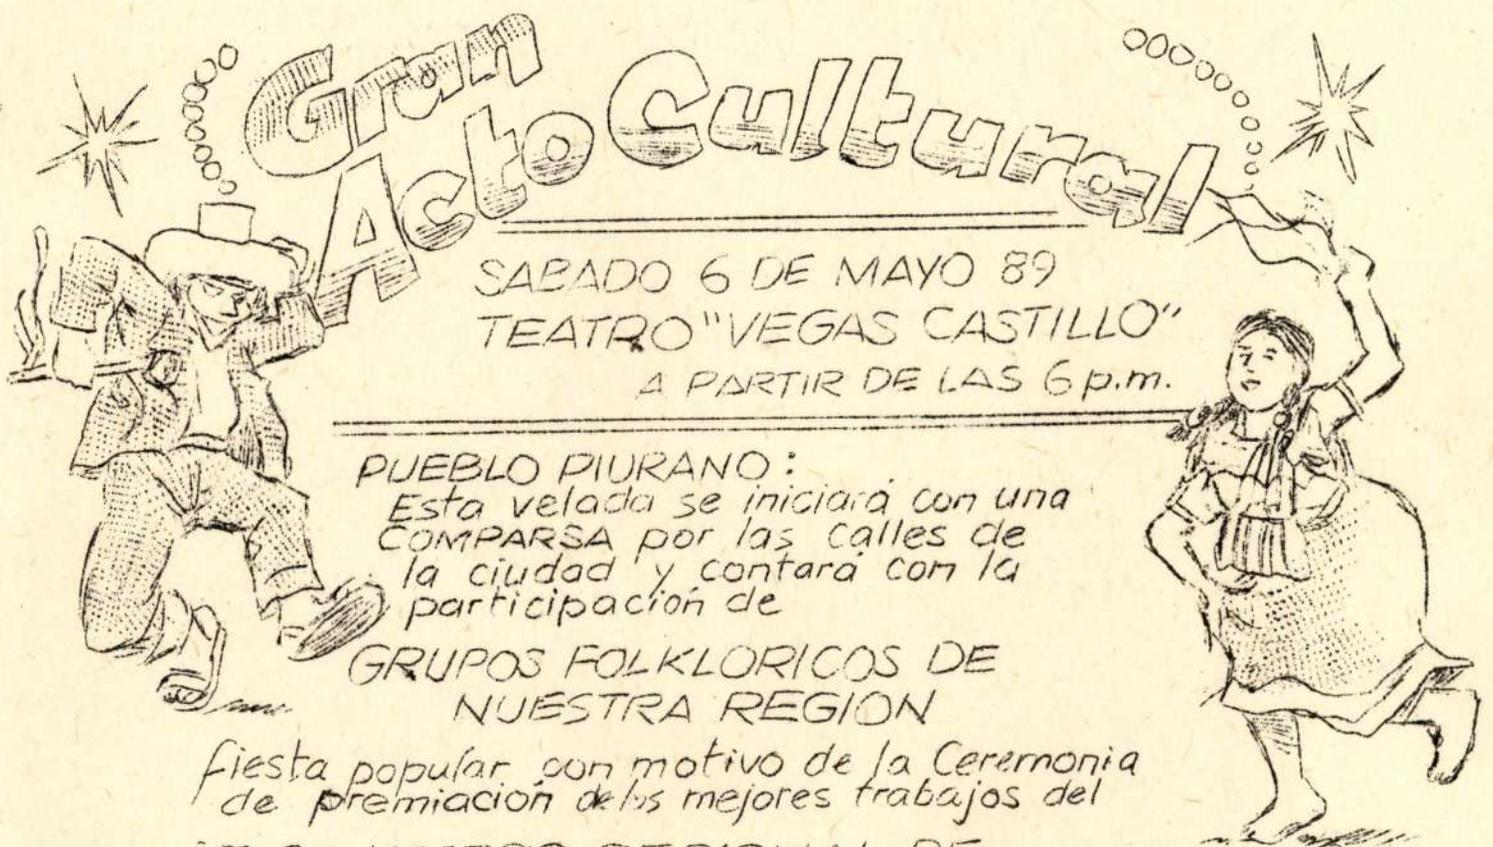 Gran
Acto Cultural
SABADO 6 DE MAYO 89
TEATRO "VEGAS CASTILLO"
A PARTIR DE LAS 6 p.m.
PUEBLO PIURANO:
Esta velada se iniciará con una
COMPARSA por las calles de
la ciudad y contará con la
participación de
GRUPOS FOLKLORICOS DE
NUESTRA REGION
fiesta popular con motivo de la Ceremonia
de premiación de los mejores trabajos del